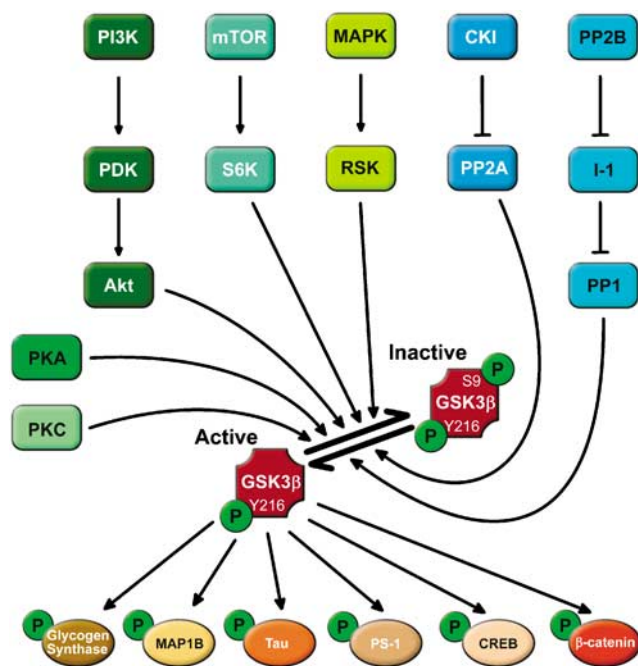 PI3K
mTOR
MAPK
CKI
PP2B
PDK
S6K
RSK
PP2A
I-1
Akt
PP1
PKA
Inactive
P
S9
GSK3β
Y216
P
PKC
Active
GSK3β
Y216
P
P
Glycogen
Synthase
P
MAP1B
P
Tau
P
PS-1
P
CREB
P
β-catenin